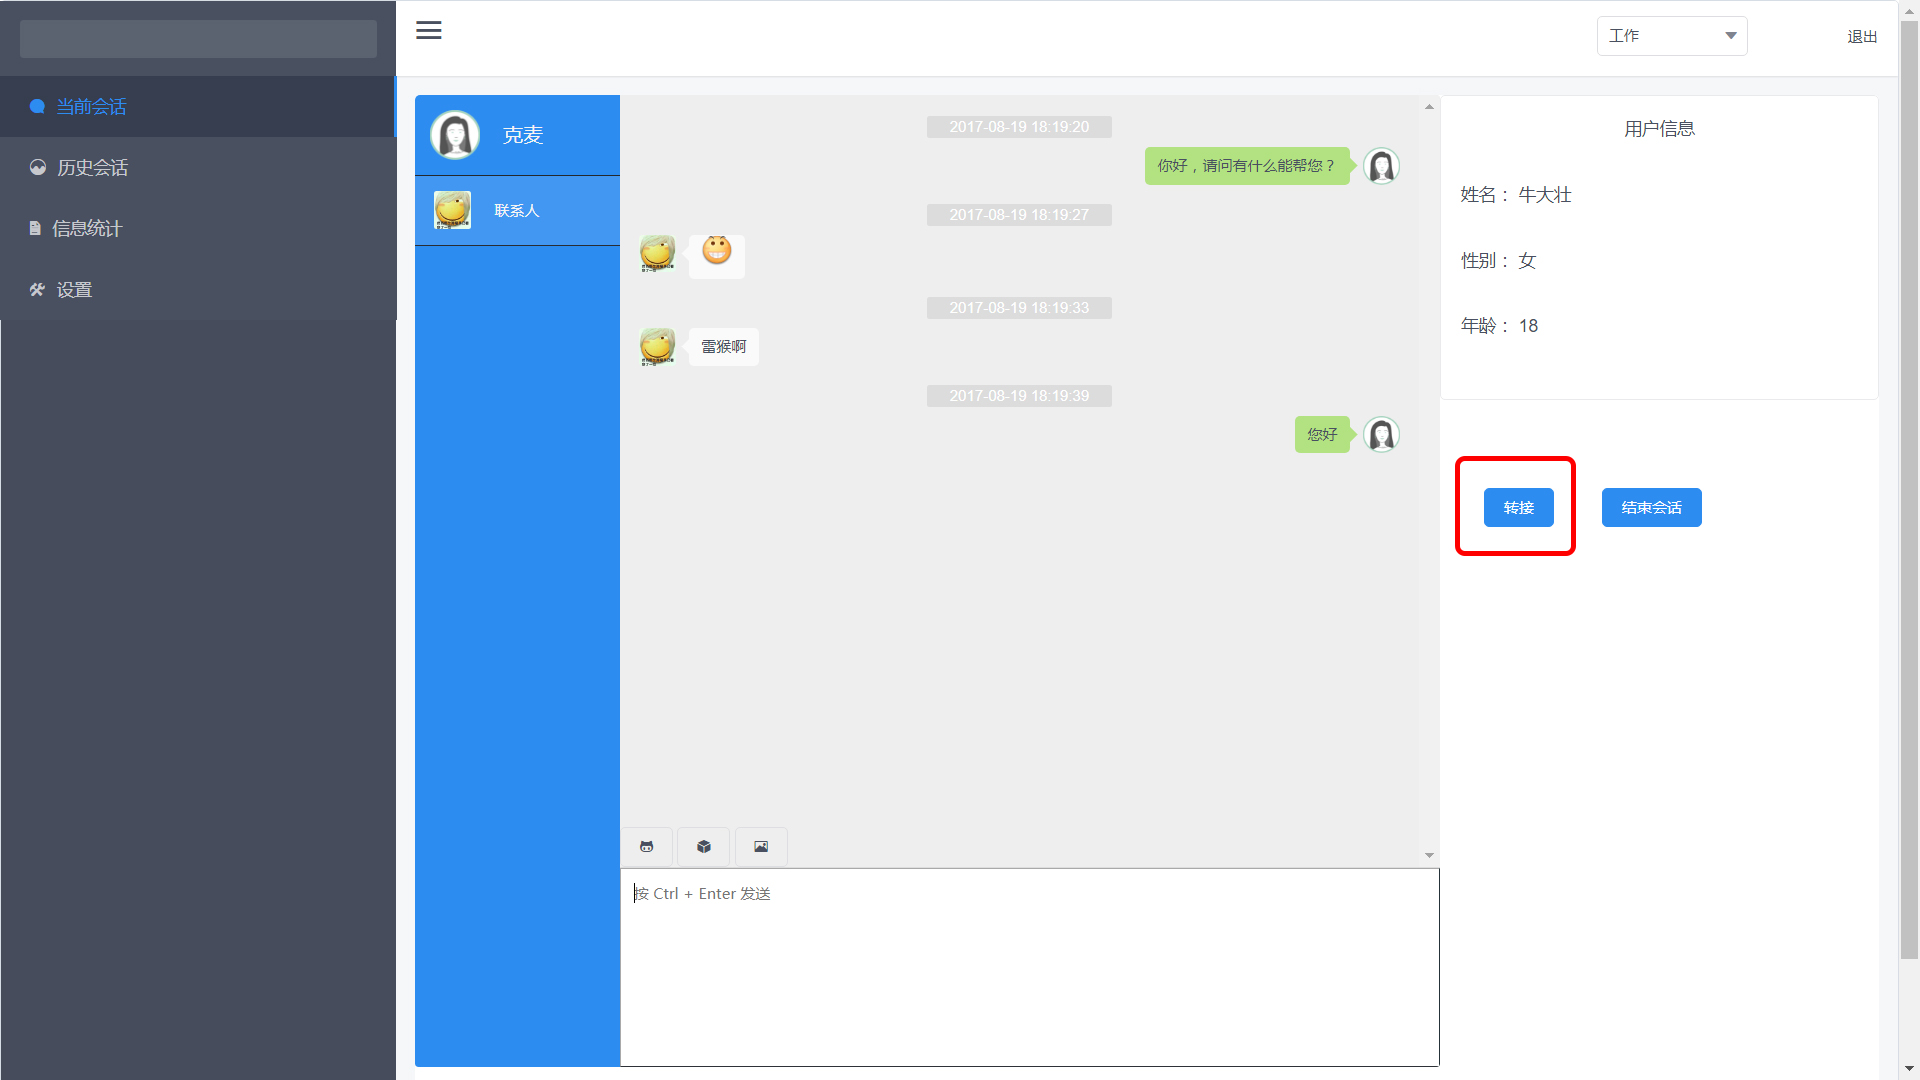 工作
退出
当前会话
历史会话
信息统计
设置
克麦
联系人
2017-08-19 18:19:20
你好，请问有什么能帮您？
2017-08-19 18:19:27
2017-08-19 18:19:33
雷猴啊
2017-08-19 18:19:39
您好
按 Ctrl + Enter 发送
用户信息
姓名： 牛大壮
性别： 女
年龄： 18
转接
结束会话